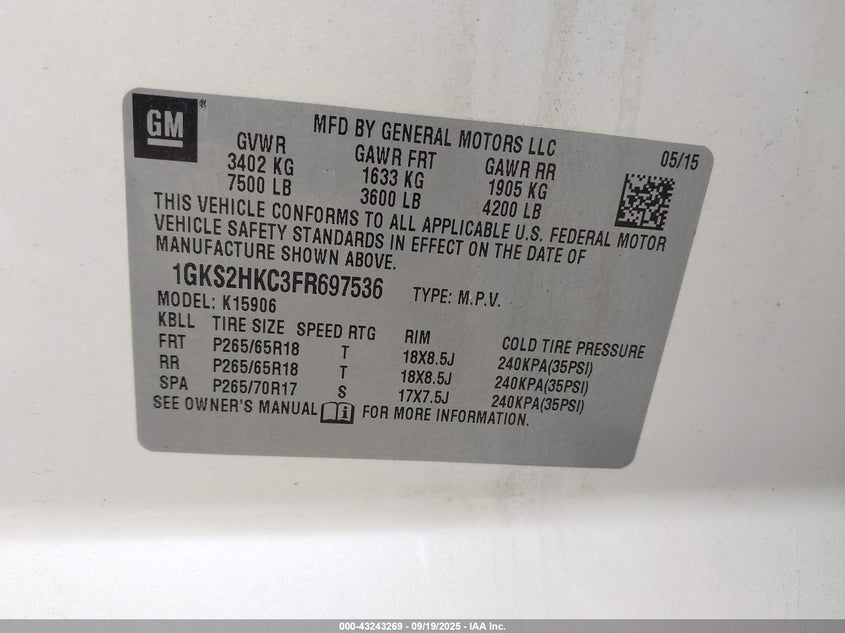 GM
MFD BY GENERAL MOTORS LLC
05/15
GVWR GAWR FRT GAWR RR
3402 KG 1633 KG 1905 KG
7500 LB 3600 LB 4200 LB
THIS VEHICLE CONFORMS TO ALL APPLICABLE U.S. FEDERAL MOTOR
VEHICLE SAFETY STANDARDS IN EFFECT ON THE DATE OF
MANUFACTURE SHOWN ABOVE.
1GKS2HKC3FR697536 TYPE: M.P.V.
MODEL: K15906
KBLL TIRE SIZE SPEED RTG RIM COLD TIRE PRESSURE
FRT P265/65R18 T 18X8.5J 240KPA(35PSI)
RR P265/65R18 T 18X8.5J 240KPA(35PSI)
SPA P265/70R17 S 17X7.5J 240KPA(35PSI)
SEE OWNER'S MANUAL FOR MORE INFORMATION.
000-43243269 - 09/19/2025 - IAA Inc.